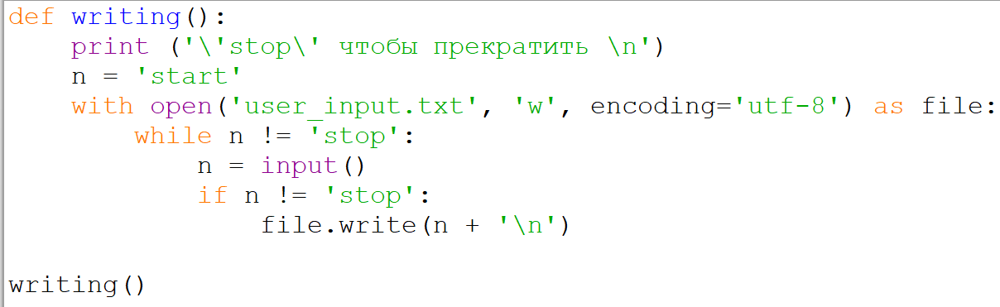 def writing():
    print ('\'stop\' чтобы прекратить \n')
    n = 'start'
    with open('user_input.txt', 'w', encoding='utf-8') as file:
        while n != 'stop':
            n = input()
            if n != 'stop':
                file.write(n + '\n')

writing()